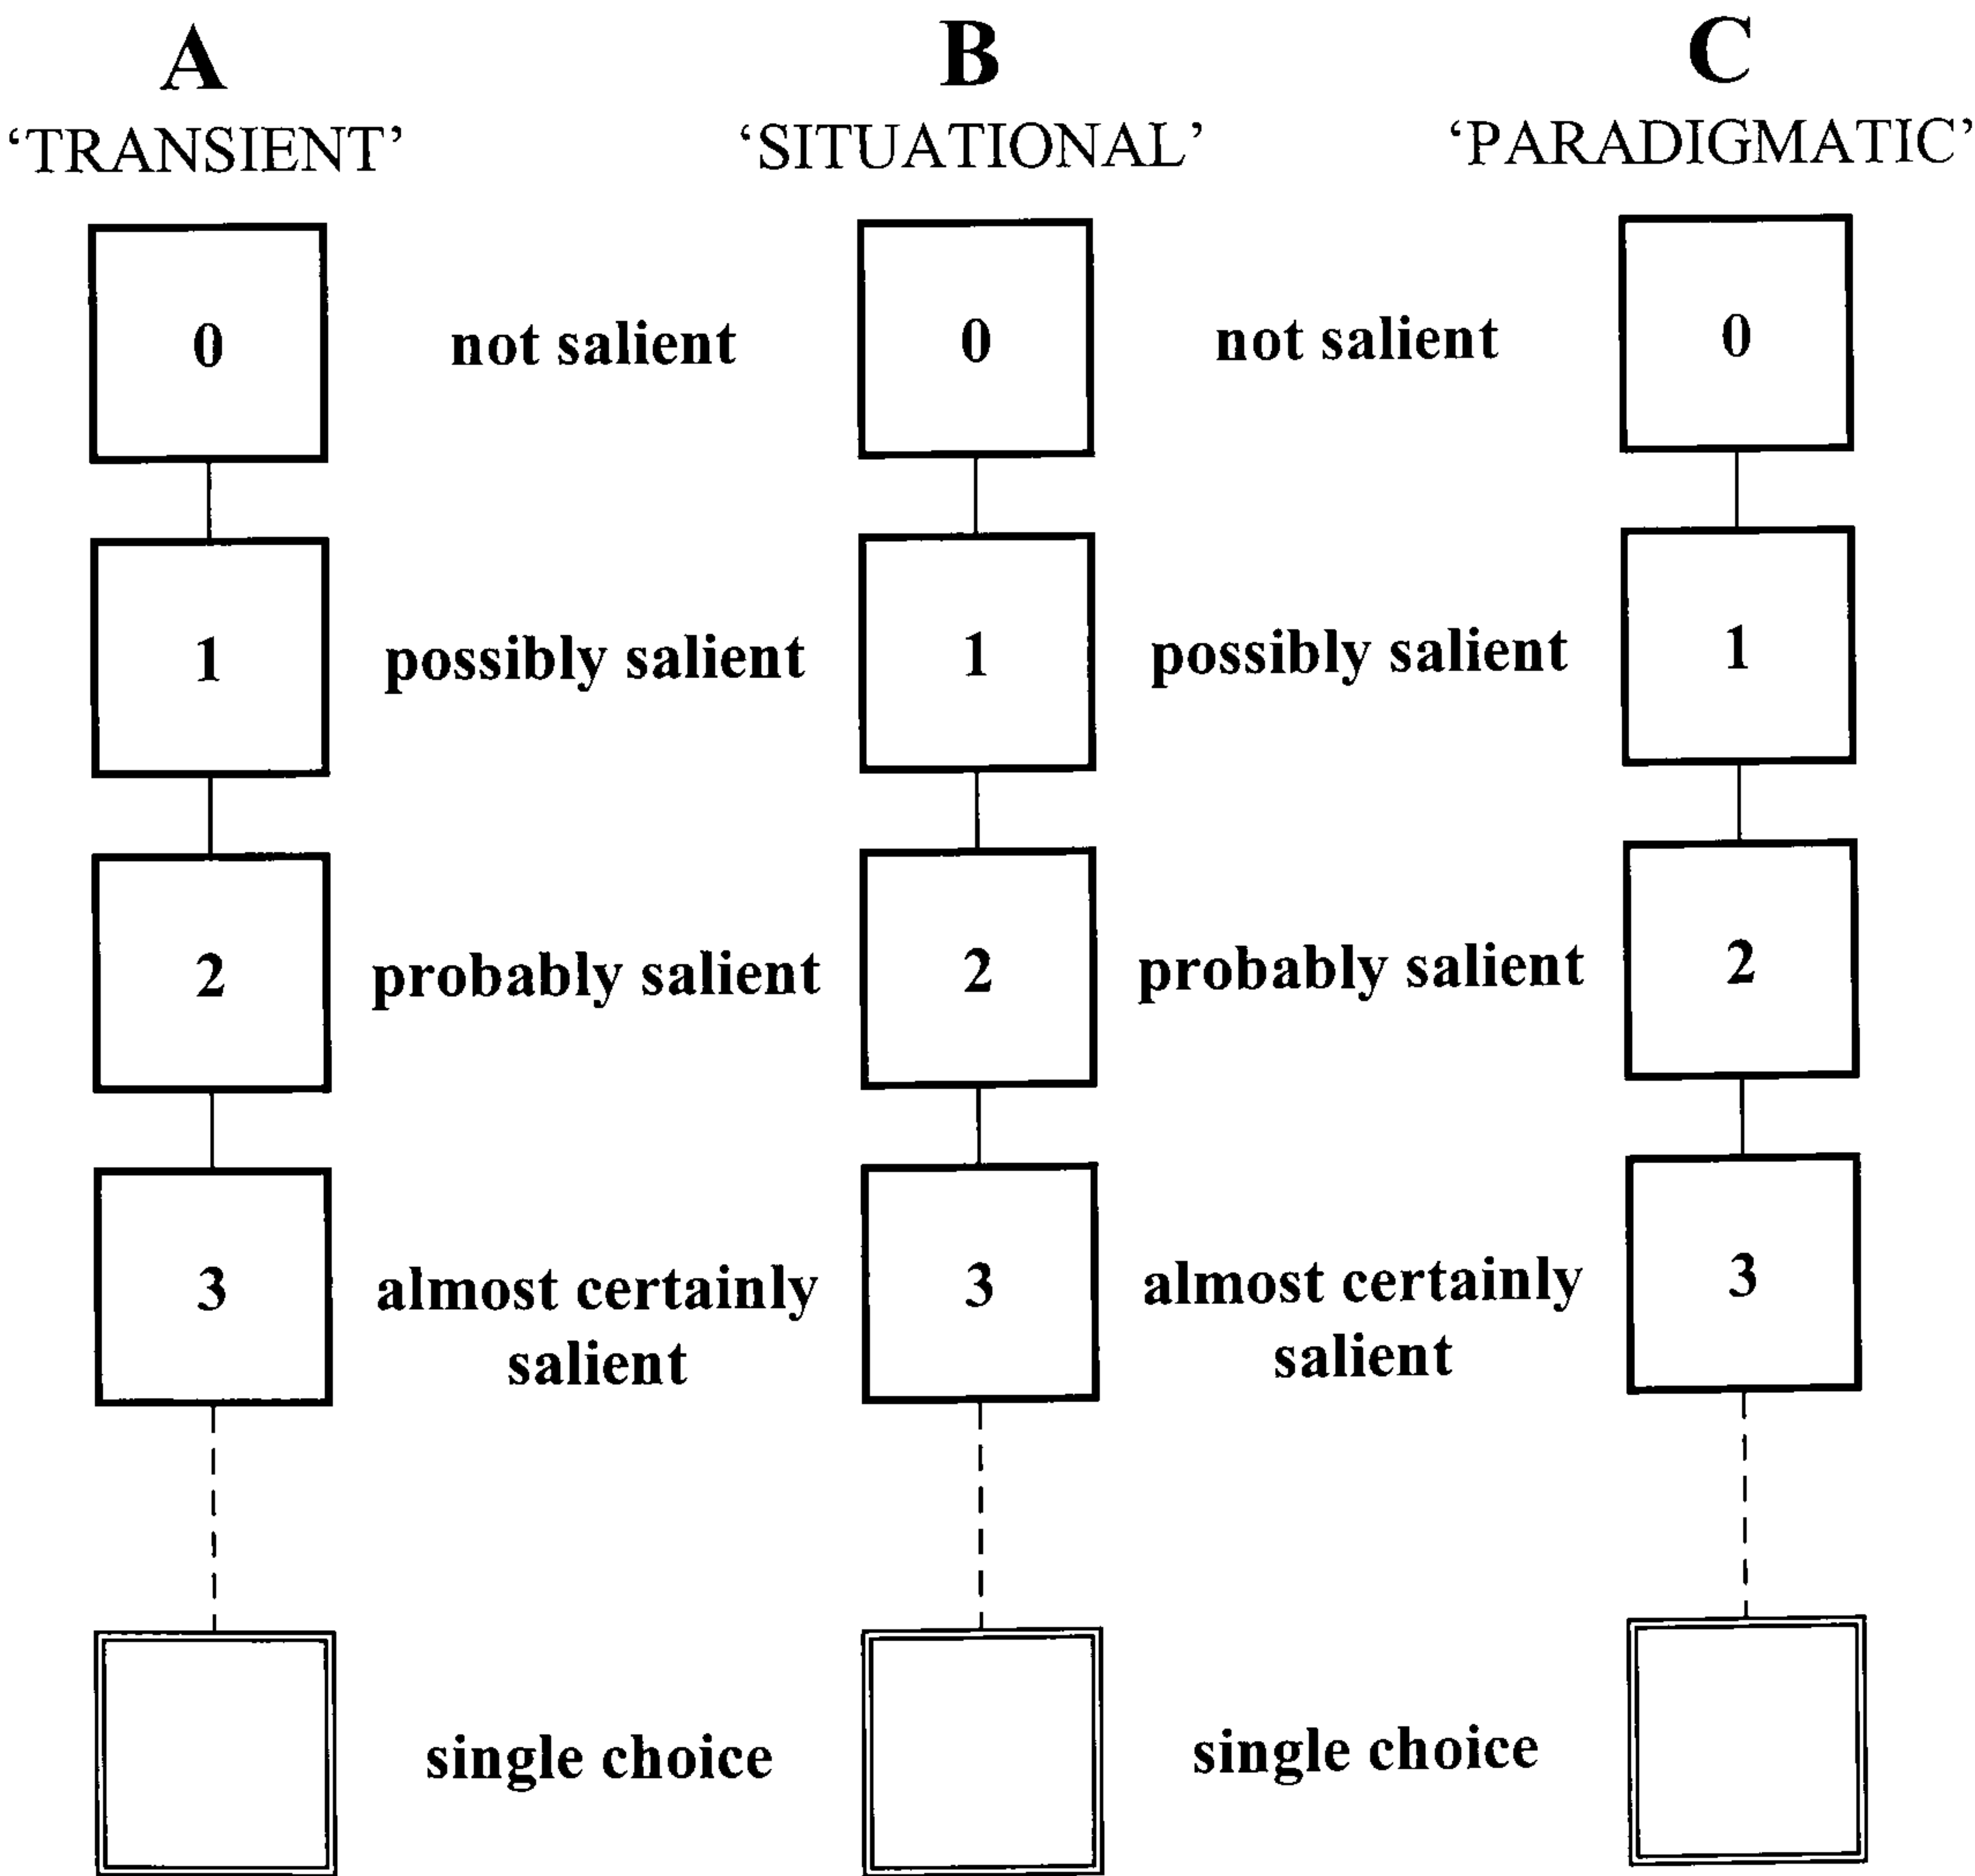 A B C
‘TRANSIENT’ ‘SITUATIONAL’ ‘PARADIGMATIC’
0 not salient 0 not salient 0
1 possibly salient 1 possibly salient 1
2 probably salient 2 probably salient 2
3 almost certainly 3 almost certainly 3
salient salient
single choice single choice